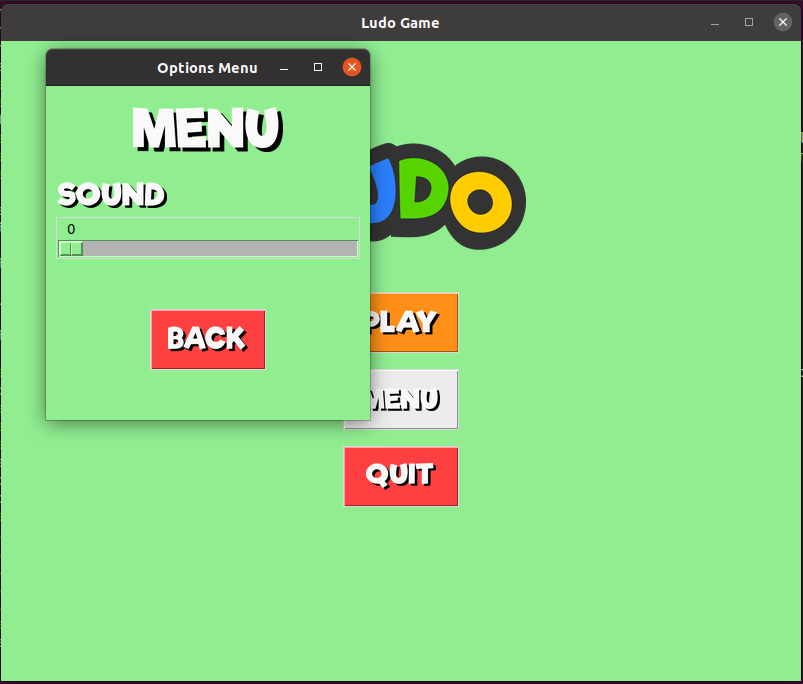 Ludo Game
Options Menu
MENU
SOUND
0
BACK
UDO
PLAY
MENU
QUIT